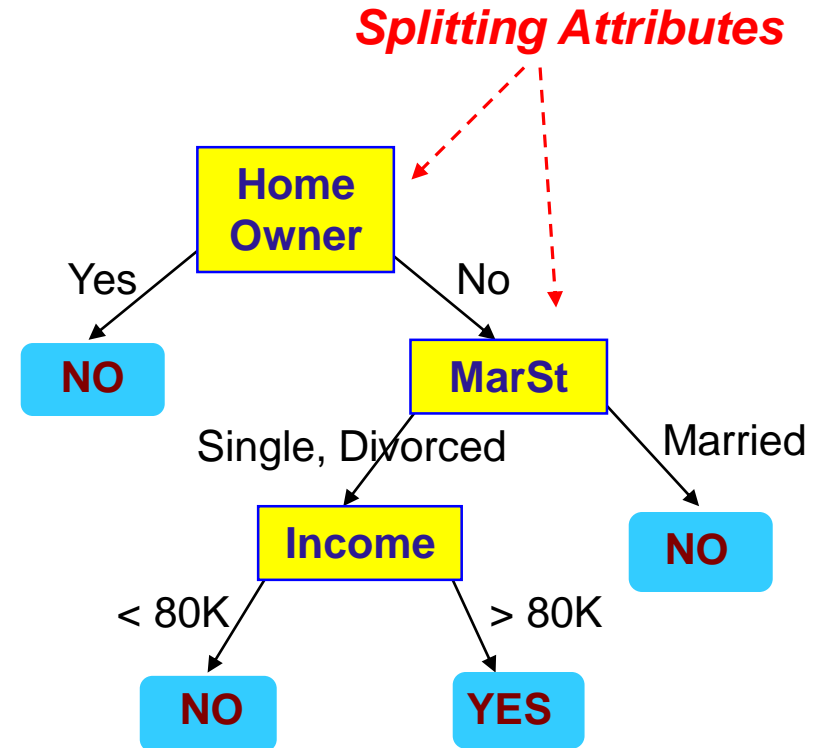 Splitting Attributes
Home
Owner
Yes
No
NO
MarSt
Single, Divorced
Married
Income
NO
< 80K
> 80K
NO
YES